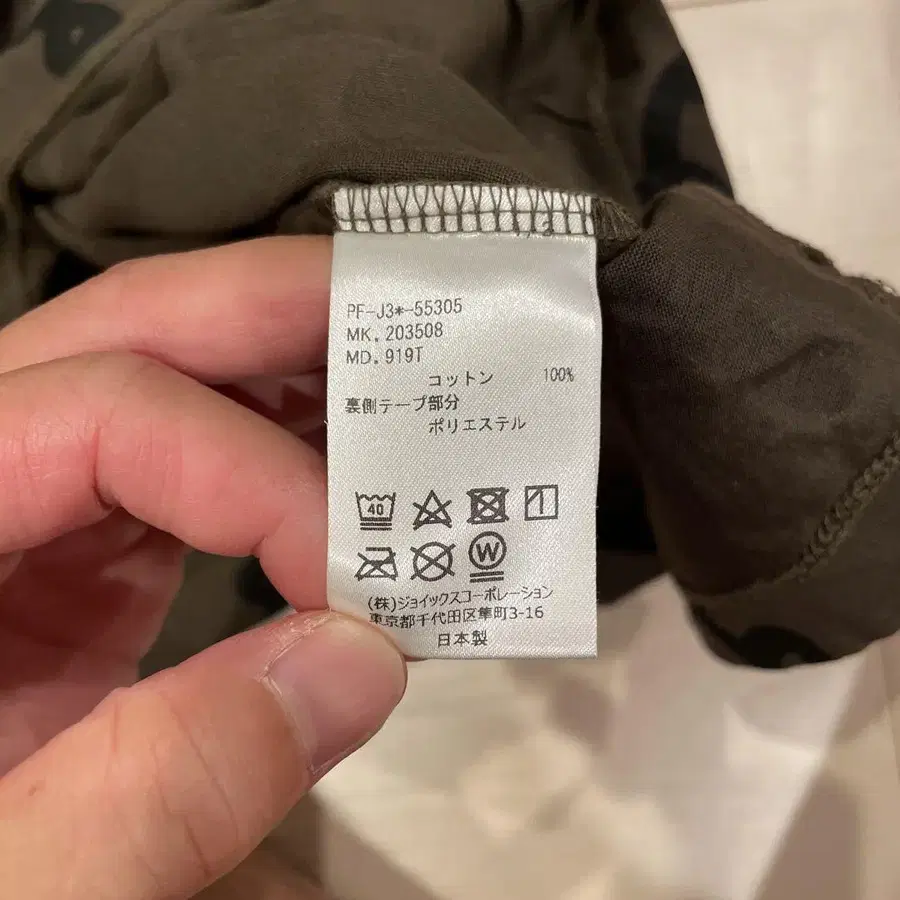 PF-J3*-55305
MK. 203508
MD. 919T
コットン 100%
裏側テープ部分
ポリエステル
40
W
(株)ジョイックスコーポレーション
東京都千代田区隼町3-16
日本製